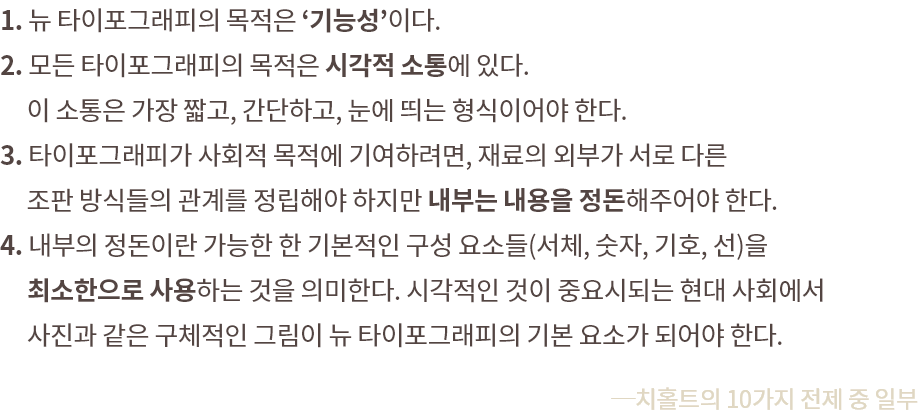 1. 뉴 타이포그래피의 목적은 ‘기능성’이다.
2. 모든 타이포그래피의 목적은 시각적 소통에 있다.
이 소통은 가장 짧고, 간단하고, 눈에 띄는 형식이어야 한다.
3. 타이포그래피가 사회적 목적에 기여하려면, 재료의 외부가 서로 다른
조판 방식들의 관계를 정립해야 하지만 내부는 내용을 정돈해주어야 한다.
4. 내부의 정돈이란 가능한 한 기본적인 구성 요소들(서체, 숫자, 기호, 선)을
최소한으로 사용하는 것을 의미한다. 시각적인 것이 중요시되는 현대 사회에서
사진과 같은 구체적인 그림이 뉴 타이포그래피의 기본 요소가 되어야 한다.
―치홀트의 10가지 전제 중 일부